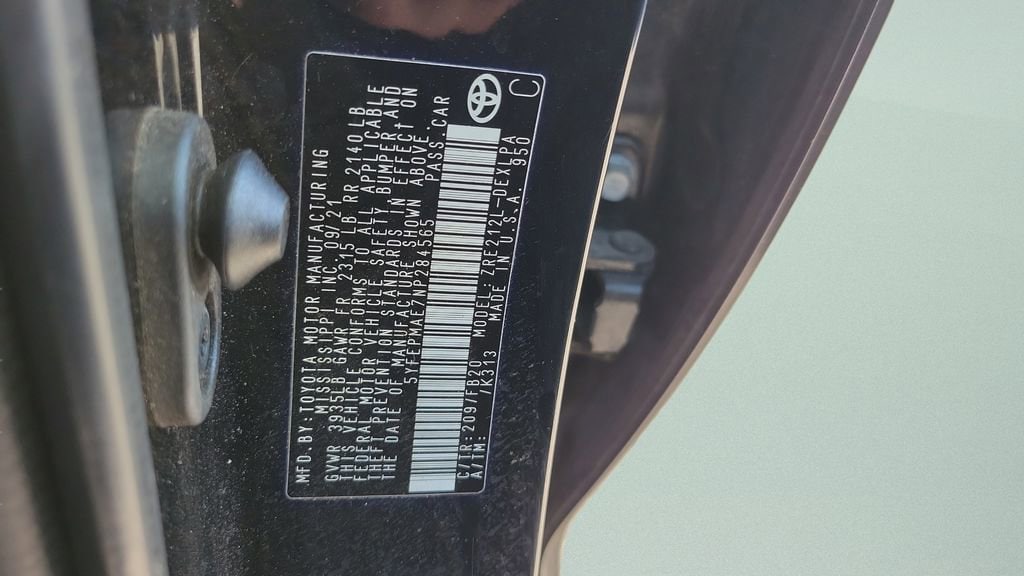 MFD. BY: TOYOTA MOTOR MANUFACTURING
MISSISSIPPI INC. 09/21
GVWR 3935LB GAWR FR 2315 LB RR 2140 LB
THIS VEHICLE CONFORMS TO ALL APPLICABLE
FEDERAL MOTOR VEHICLE SAFETY, BUMPER AND
THEFT PREVENTION STANDARDS IN EFFECT ON
THE DATE OF MANUFACTURE SHOWN ABOVE.
5YFEPMAE7NP284565 PASS.CAR
C/TR:209/FB20 MODEL:ZRE212L-DEXLPA
A/TM: /K313 MADE IN U.S.A. 950
C